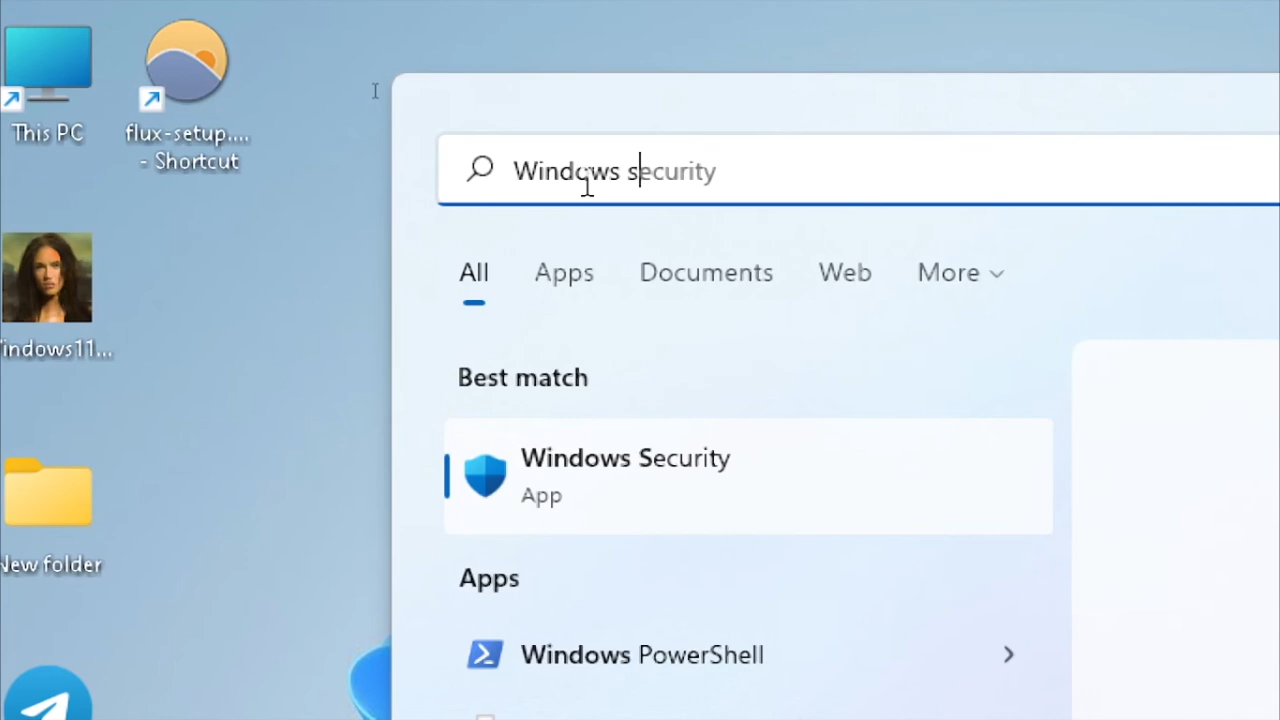 This PC
flux-setup....
- Shortcut
Windows security
All Apps Documents Web More
indows11...
Best match
Windows Security
App
New folder
Apps
Windows PowerShell